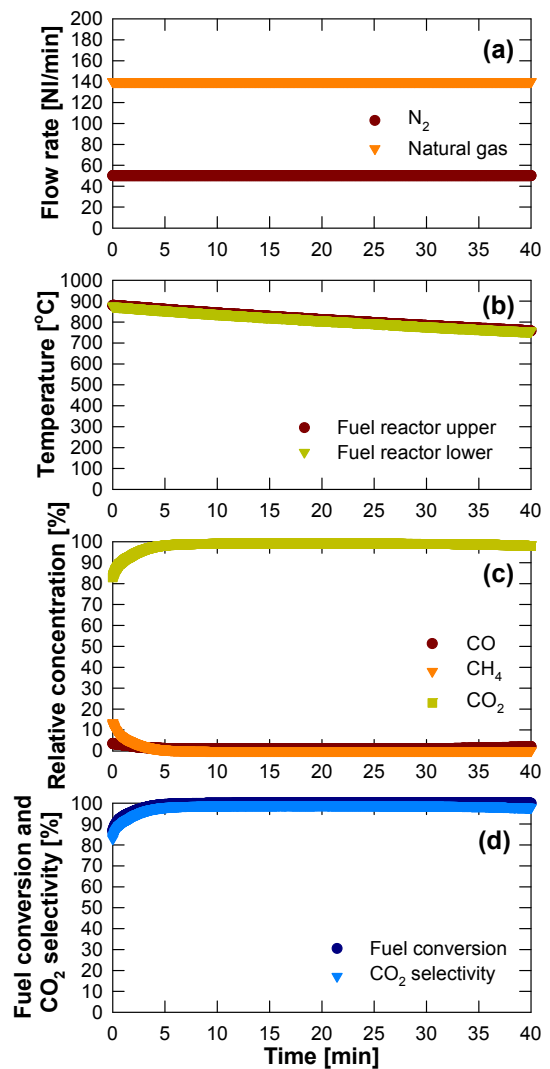 Flow rate [Nl/min]
200
180
160
140
120
100
80
60
40
20
0
(a)
N₂
Natural gas
0 5 10 15 20 25 30 35 40
Temperature [°C]
1000
900
800
700
600
500
400
300
200
100
0
(b)
Fuel reactor upper
Fuel reactor lower
0 5 10 15 20 25 30 35 40
Relative concentration [%]
100
90
80
70
60
50
40
30
20
10
0
(c)
CO
CH₄
CO₂
0 5 10 15 20 25 30 35 40
Fuel conversion and
CO₂ selectivity [%]
100
90
80
70
60
50
40
30
20
10
0
(d)
Fuel conversion
CO₂ selectivity
0 5 10 15 20 25 30 35 40
Time [min]